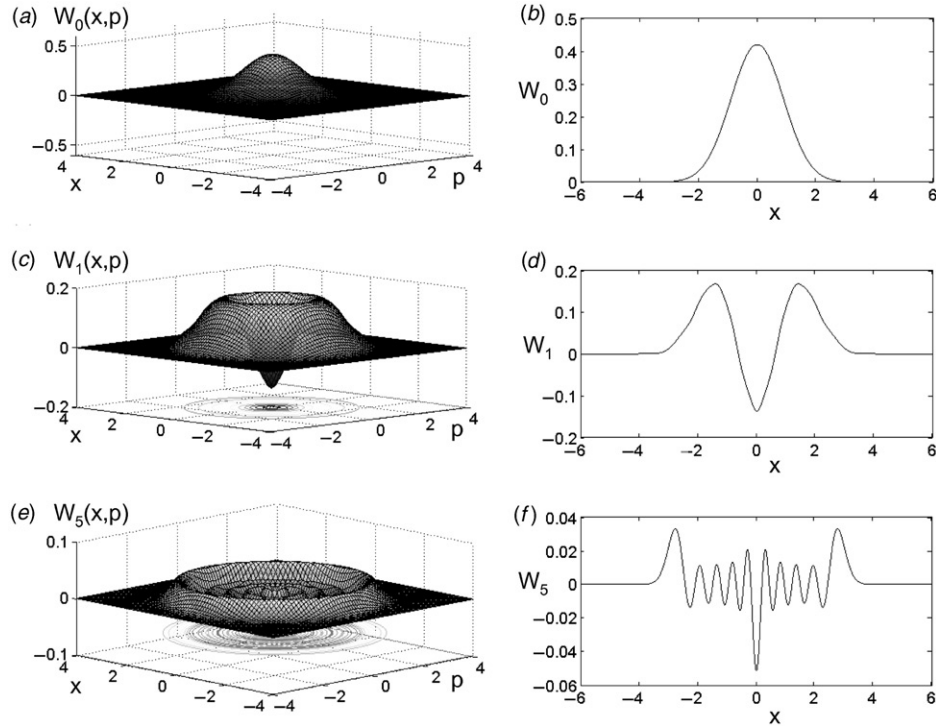 (a) W0(x,p)
0.5
0
−0.5
4 2 0 −2 −4
x
−4 −2 0 2 4
p
(b)
0.5
0.4
0.3
0.2
0.1
0
W0
−6 −4 −2 0 2 4 6
x
(c) W1(x,p)
0.2
0
−0.2
4 2 0 −2 −4
x
−4 −2 0 2 4
p
(d)
0.2
0.1
0
−0.1
−0.2
W1
−6 −4 −2 0 2 4 6
x
(e) W5(x,p)
0.1
0
−0.1
4 2 0 −2 −4
x
−4 −2 0 2 4
p
(f)
0.04
0.02
0
−0.02
−0.04
−0.06
W5
−6 −4 −2 0 2 4 6
x